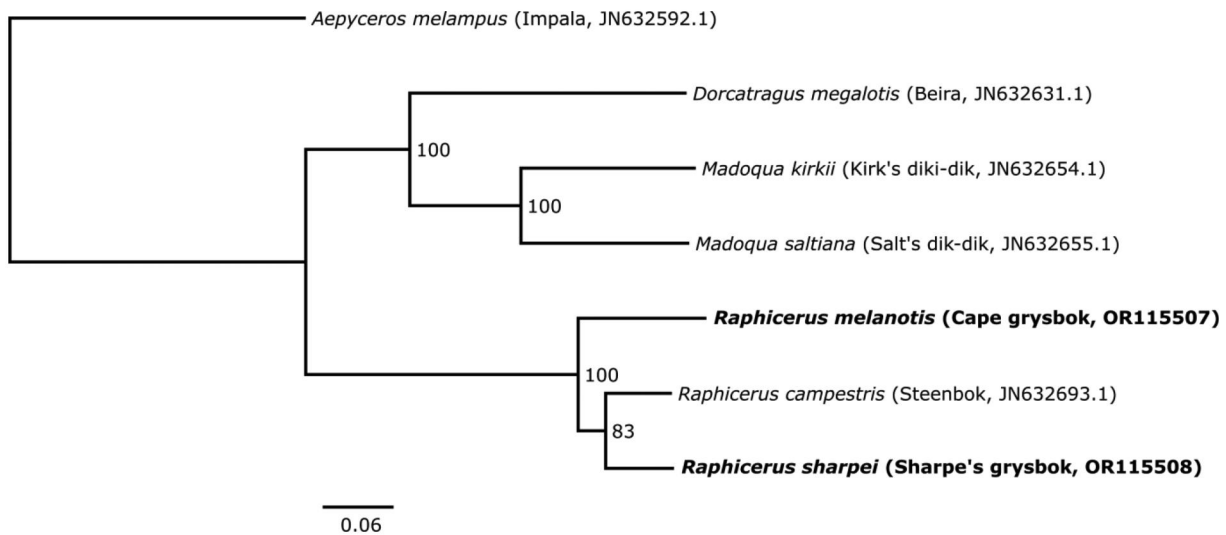 Aepyceros melampus (Impala, JN632592.1)
Dorcatragus megalotis (Beira, JN632631.1)
100
Madoqua kirkii (Kirk's diki-dik, JN632654.1)
100
Madoqua saltiana (Salt's dik-dik, JN632655.1)
Raphicerus melanotis (Cape grysbok, OR115507)
100
Raphicerus campestris (Steenbok, JN632693.1)
83
Raphicerus sharpei (Sharpe's grysbok, OR115508)
0.06